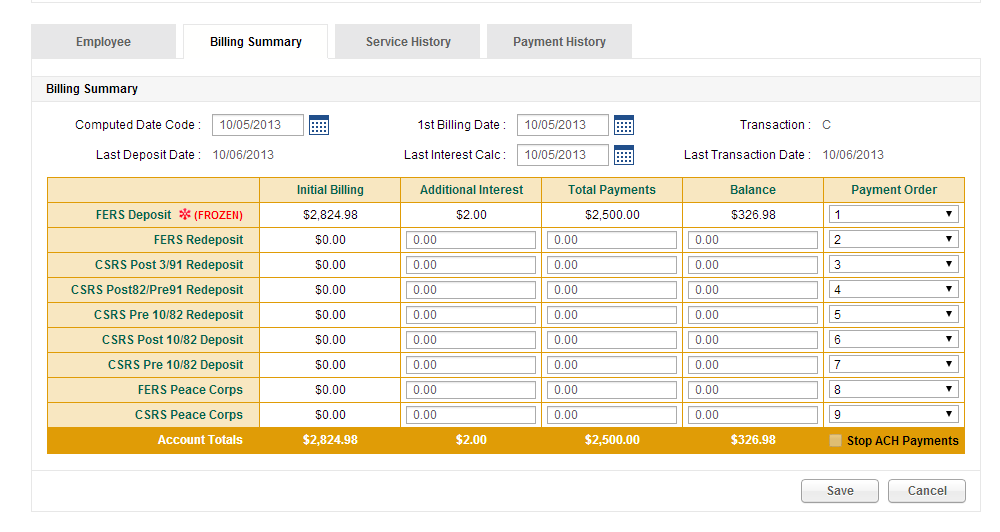 Employee Billing Summary Service History Payment History
Billing Summary
Computed Date Code : 10/05/2013 1st Billing Date : 10/05/2013 Transaction : C
Last Deposit Date : 10/06/2013 Last Interest Calc : 10/05/2013 Last Transaction Date : 10/06/2013
Initial Billing Additional Interest Total Payments Balance Payment Order
FERS Deposit ✻ (FROZEN) $2,824.98 $2.00 $2,500.00 $326.98 1
FERS Redeposit $0.00 0.00 0.00 0.00 2
CSRS Post 3/91 Redeposit $0.00 0.00 0.00 0.00 3
CSRS Post82/Pre91 Redeposit $0.00 0.00 0.00 0.00 4
CSRS Pre 10/82 Redeposit $0.00 0.00 0.00 0.00 5
CSRS Post 10/82 Deposit $0.00 0.00 0.00 0.00 6
CSRS Pre 10/82 Deposit $0.00 0.00 0.00 0.00 7
FERS Peace Corps $0.00 0.00 0.00 0.00 8
CSRS Peace Corps $0.00 0.00 0.00 0.00 9
Account Totals $2,824.98 $2.00 $2,500.00 $326.98 Stop ACH Payments
Save Cancel